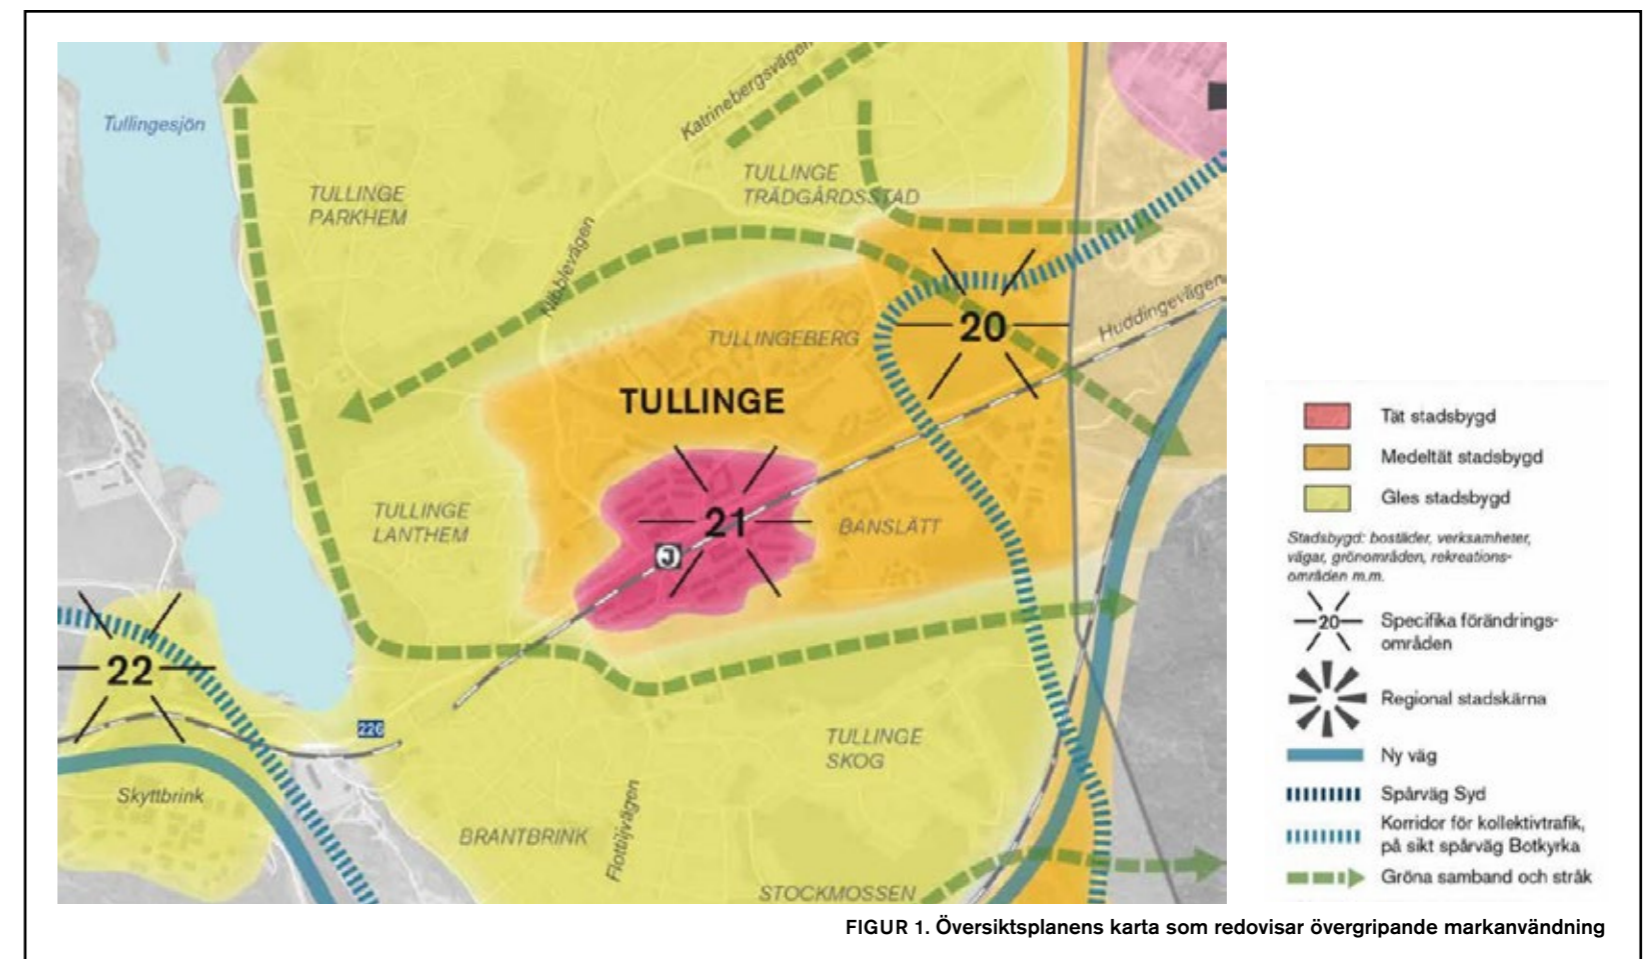 Tullingesjön
Katrinebergsvägen
TULLINGE
PARKHEM
TULLINGE
TRÄDGÅRDSSTAD
Nibblevägen
Huddingevägen
TULLINGEBERG
20
TULLINGE
TULLINGE
LANTHEM
21
BANSLÄTT
J
22
226
TULLINGE
SKOG
Skyttbrink
BRANTBRINK
Flottiljvägen
STOCKMOSSEN
Tät stadsbygd
Medeltät stadsbygd
Gles stadsbygd
Stadsbygd: bostäder, verksamheter,
vägar, grönområden, rekreations-
områden m.m.
20
Specifika förändrings-
områden
Regional stadskärna
Ny väg
Spårväg Syd
Korridor för kollektivtrafik,
på sikt spårväg Botkyrka
Gröna samband och stråk
FIGUR 1. Översiktsplanens karta som redovisar övergripande markanvändning